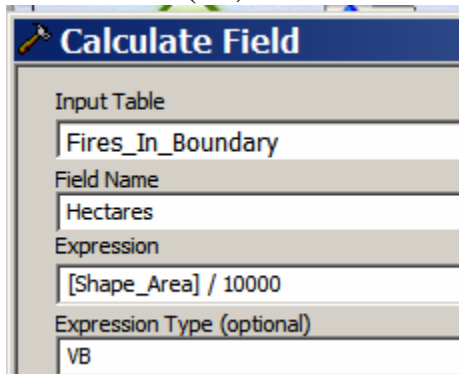 Calculate Field
Input Table
Fires_In_Boundary
Field Name
Hectares
Expression
[Shape_Area] / 10000
Expression Type (optional)
VB